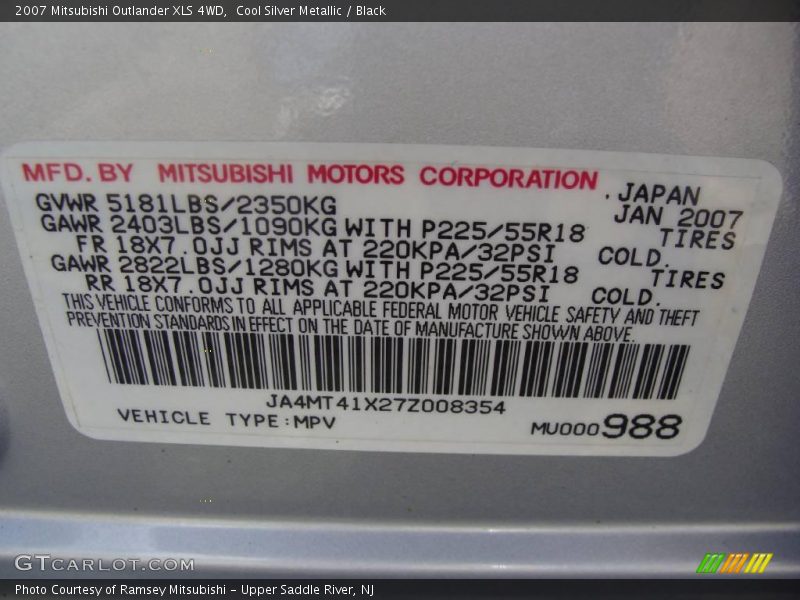 2007 Mitsubishi Outlander XLS 4WD,  Cool Silver Metallic / Black
MFD. BY MITSUBISHI MOTORS CORPORATION
GVWR 5181LBS/2350KG . JAPAN
JAN 2007
GAWR 2403LBS/1090KG WITH P225/55R18 TIRES
FR 18X7.0JJ RIMS AT 220KPA/32PSI COLD.
GAWR 2822LBS/1280KG WITH P225/55R18 TIRES
RR 18X7.0JJ RIMS AT 220KPA/32PSI COLD.
THIS VEHICLE CONFORMS TO ALL APPLICABLE FEDERAL MOTOR VEHICLE SAFETY AND THEFT
PREVENTION STANDARDS IN EFFECT ON THE DATE OF MANUFACTURE SHOWN ABOVE.
JA4MT41X27Z008354
VEHICLE TYPE:MPV MU000988
GTCARLOT.COM
Photo Courtesy of Ramsey Mitsubishi – Upper Saddle River, NJ